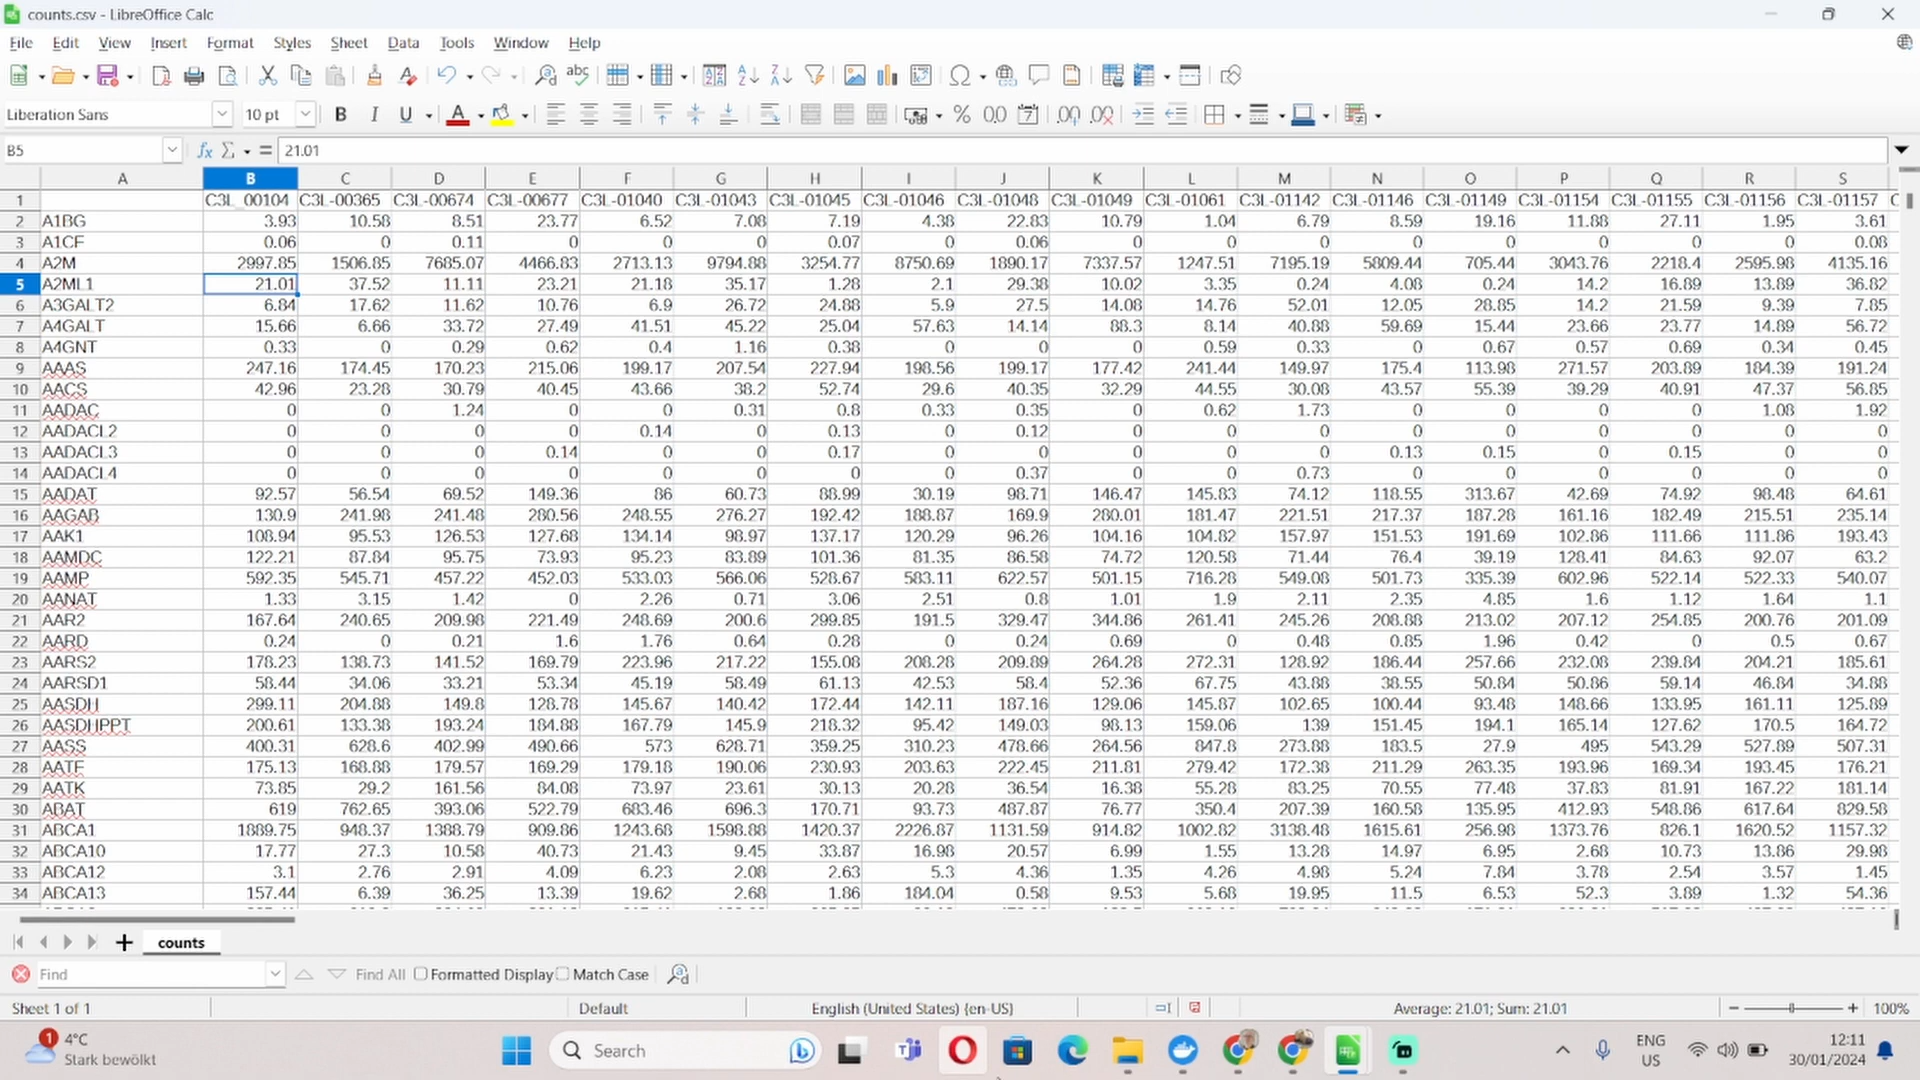 counts.csv - LibreOffice Calc
File Edit View Insert Format Styles Sheet Data Tools Window Help
Liberation Sans 10 pt B I U A
B5 fx Σ = 21.01
A B C D E F G H I J K L M N O P Q R S
1 C3L_00104 C3L-00365 C3L-00674 C3L-00677 C3L-01040 C3L-01043 C3L-01045 C3L-01046 C3L-01048 C3L-01049 C3L-01061 C3L-01142 C3L-01146 C3L-01149 C3L-01154 C3L-01155 C3L-01156 C3L-01157 C
2 A1BG 3.93 10.58 8.51 23.77 6.52 7.08 7.19 4.38 22.83 10.79 1.04 6.79 8.59 19.16 11.88 27.11 1.95 3.61
3 A1CF 0.06 0 0.11 0 0 0 0.07 0 0.06 0 0 0 0 0 0 0 0 0.08
4 A2M 2997.85 1506.85 7685.07 4466.83 2713.13 9794.88 3254.77 8750.69 1890.17 7337.57 1247.51 7195.19 5809.44 705.44 3043.76 2218.4 2595.98 4135.16
5 A2ML1 21.01 37.52 11.11 23.21 21.18 35.17 1.28 2.1 29.38 10.02 3.35 0.24 4.08 0.24 14.2 16.89 13.89 36.82
6 A3GALT2 6.84 17.62 11.62 10.76 6.9 26.72 24.88 5.9 27.5 14.08 14.76 52.01 12.05 28.85 14.2 21.59 9.39 7.85
7 A4GALT 15.66 6.66 33.72 27.49 41.51 45.22 25.04 57.63 14.14 88.3 8.14 40.88 59.69 15.44 23.66 23.77 14.89 56.72
8 A4GNT 0.33 0 0.29 0.62 0.4 1.16 0.38 0 0 0 0.59 0.33 0 0.67 0.57 0.69 0.34 0.45
9 AAAS 247.16 174.45 170.23 215.06 199.17 207.54 227.94 198.56 199.17 177.42 241.44 149.97 175.4 113.98 271.57 203.89 184.39 191.24
10 AACS 42.96 23.28 30.79 40.45 43.66 38.2 52.74 29.6 40.35 32.29 44.55 30.08 43.57 55.39 39.29 40.91 47.37 56.85
11 AADAC 0 0 1.24 0 0 0.31 0.8 0.33 0.35 0 0.62 1.73 0 0 0 0 1.08 1.92
12 AADACL2 0 0 0 0 0.14 0 0.13 0 0.12 0 0 0 0 0 0 0 0 0
13 AADACL3 0 0 0 0.14 0 0 0.17 0 0 0 0 0 0.13 0.15 0 0.15 0 0
14 AADACL4 0 0 0 0 0 0 0 0 0.37 0 0 0.73 0 0 0 0 0 0
15 AADAT 92.57 56.54 69.52 149.36 86 60.73 88.99 30.19 98.71 146.47 145.83 74.12 118.55 313.67 42.69 74.92 98.48 64.61
16 AAGAB 130.9 241.98 241.48 280.56 248.55 276.27 192.42 188.87 169.9 280.01 181.47 221.51 217.37 187.28 161.16 182.49 215.51 235.14
17 AAK1 108.94 95.53 126.53 127.68 134.14 98.97 137.17 120.29 96.26 104.16 104.82 157.97 151.53 191.69 102.86 111.66 111.86 193.43
18 AAMDC 122.21 87.84 95.75 73.93 95.23 83.89 101.36 81.35 86.58 74.72 120.58 71.44 76.4 39.19 128.41 84.63 92.07 63.2
19 AAMP 592.35 545.71 457.22 452.03 533.03 566.06 528.67 583.11 622.57 501.15 716.28 549.08 501.73 335.39 602.96 522.14 522.33 540.07
20 AANAT 1.33 3.15 1.42 0 2.26 0.71 3.06 2.51 0.8 1.01 1.9 2.11 2.35 4.85 1.6 1.12 1.64 1.1
21 AAR2 167.64 240.65 209.98 221.49 248.69 200.6 299.85 191.5 329.47 344.86 261.41 245.26 208.88 213.02 207.12 254.85 200.76 201.09
22 AARD 0.24 0 0.21 1.6 1.76 0.64 0.28 0 0.24 0.69 0 0.48 0.85 1.96 0.42 0 0.5 0.67
23 AARS2 178.23 138.73 141.52 169.79 223.96 217.22 155.08 208.28 209.89 264.28 272.31 128.92 186.44 257.66 232.08 239.84 204.21 185.61
24 AARSD1 58.44 34.06 33.21 53.34 45.19 58.49 61.13 42.53 58.4 52.36 67.75 43.88 38.55 50.84 50.86 59.14 46.84 34.88
25 AASDH 299.11 204.88 149.8 128.78 145.67 140.42 172.44 142.11 187.16 129.06 145.87 102.65 100.44 93.48 148.66 133.95 161.11 125.89
26 AASDHPPT 200.61 133.38 193.24 184.88 167.79 145.9 218.32 95.42 149.03 98.13 159.06 139 151.45 194.1 165.14 127.62 170.5 164.72
27 AASS 400.31 628.6 402.99 490.66 573 628.71 359.25 310.23 478.66 264.56 847.8 273.88 183.5 27.9 495 543.29 527.89 507.31
28 AATF 175.13 168.88 179.57 169.29 179.18 190.06 230.93 203.63 222.45 211.81 279.42 172.38 211.29 263.35 193.96 169.34 193.45 176.21
29 AATK 73.85 29.2 161.56 84.08 73.97 23.61 30.13 20.28 36.54 16.38 55.28 83.25 70.55 77.48 37.83 81.91 167.22 181.14
30 ABAT 619 762.65 393.06 522.79 683.46 696.3 170.71 93.73 487.87 76.77 350.4 207.39 160.58 135.95 412.93 548.86 617.64 829.58
31 ABCA1 1889.75 948.37 1388.79 909.86 1243.68 1598.88 1420.37 2226.87 1131.59 914.82 1002.82 3138.48 1615.61 256.98 1373.76 826.1 1620.52 1157.32
32 ABCA10 17.77 27.3 10.58 40.73 21.43 9.45 33.87 16.98 20.57 6.99 1.55 13.28 14.97 6.95 2.68 10.73 13.86 29.98
33 ABCA12 3.1 2.76 2.91 4.09 6.23 2.08 2.63 5.3 4.36 1.35 4.26 4.98 5.24 7.84 3.78 2.54 3.57 1.45
34 ABCA13 157.44 6.39 36.25 13.39 19.62 2.68 1.86 184.04 0.58 9.53 5.68 19.95 11.5 6.53 52.3 3.89 1.32 54.36
counts
Find Find All Formatted Display Match Case
Sheet 1 of 1 Default English (United States) {en-US} Average: 21.01; Sum: 21.01 100%
1 4°C
Stark bewölkt
Search
ENG
US
12:11
30/01/2024